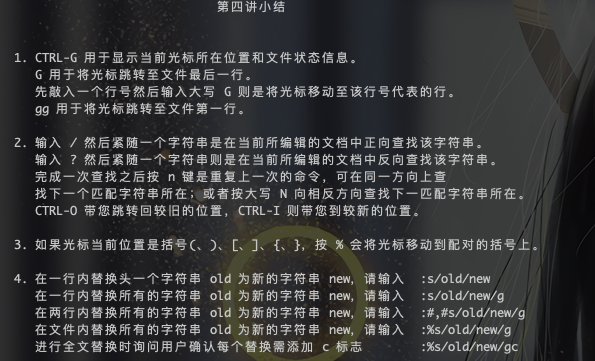 第四讲小结
1. CTRL-G 用于显示当前光标所在位置和文件状态信息。
G 用于将光标跳转至文件最后一行。
先敲入一个行号然后输入大写 G 则是将光标移动至该行号代表的行。
gg 用于将光标跳转至文件第一行。
2. 输入 / 然后紧随一个字符串是在当前所编辑的文档中正向查找该字符串。
输入 ? 然后紧随一个字符串则是在当前所编辑的文档中反向查找该字符串。
完成一次查找之后按 n 键是重复上一次的命令，可在同一方向上查
找下一个匹配字符串所在；或者按大写 N 向相反方向查找下一匹配字符串所在。
CTRL-O 带您跳转回较旧的位置，CTRL-I 则带您到较新的位置。
3. 如果光标当前位置是括号(、)、[、]、{、}，按 % 会将光标移动到配对的括号上。
4. 在一行内替换头一个字符串 old 为新的字符串 new，请输入 :s/old/new
在一行内替换所有的字符串 old 为新的字符串 new，请输入 :s/old/new/g
在两行内替换所有的字符串 old 为新的字符串 new，请输入 :#,#s/old/new/g
在文件内替换所有的字符串 old 为新的字符串 new，请输入 :%s/old/new/g
进行全文替换时询问用户确认每个替换需添加 c 标志 :%s/old/new/gc